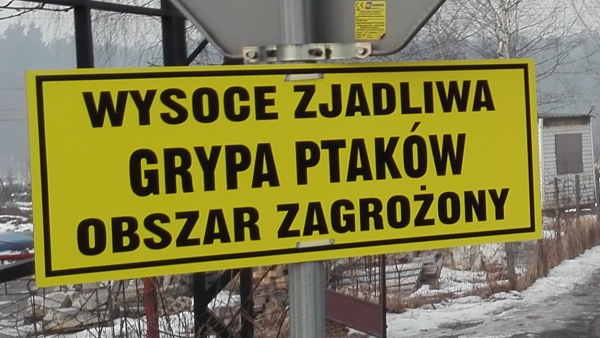 WYSOCE ZJADLIWA
GRYPA PTAKÓW
OBSZAR ZAGROŻONY